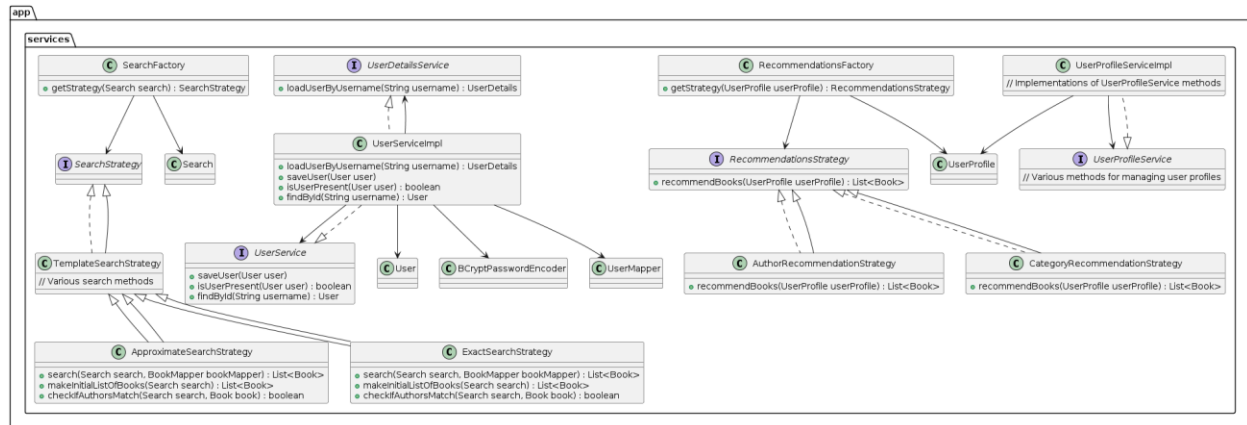 app
services
C SearchFactory
getStrategy(Search search) : SearchStrategy
I UserDetailsService
loadUserByUsername(String username) : UserDetails
C RecommendationsFactory
getStrategy(UserProfile userProfile) : RecommendationsStrategy
C UserProfileServiceImpl
// Implementations of UserProfileService methods
C UserServiceImpl
loadUserByUsername(String username) : UserDetails
saveUser(User user)
isUserPresent(User user) : boolean
findById(String username) : User
I SearchStrategy
C Search
I RecommendationsStrategy
recommendBooks(UserProfile userProfile) : List<Book>
C UserProfile
I UserProfileService
// Various methods for managing user profiles
C TemplateSearchStrategy
// Various search methods
I UserService
saveUser(User user)
isUserPresent(User user) : boolean
findById(String username) : User
C User
C BCryptPasswordEncoder
C UserMapper
C AuthorRecommendationStrategy
recommendBooks(UserProfile userProfile) : List<Book>
C CategoryRecommendationStrategy
recommendBooks(UserProfile userProfile) : List<Book>
C ApproximateSearchStrategy
search(Search search, BookMapper bookMapper) : List<Book>
makeInitialListOfBooks(Search search) : List<Book>
checkIfAuthorsMatch(Search search, Book book) : boolean
C ExactSearchStrategy
search(Search search, BookMapper bookMapper) : List<Book>
makeInitialListOfBooks(Search search) : List<Book>
checkIfAuthorsMatch(Search search, Book book) : boolean